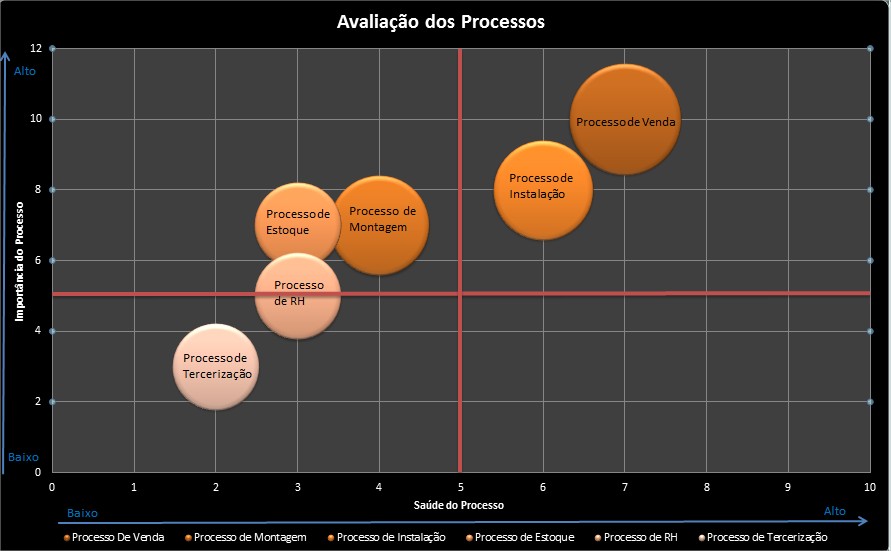 Avaliação dos Processos
12
Alto
10
Processo de Venda
Processo de
Instalação
8
Processo de
Estoque
Processo de
Montagem
Importância do Processo
6
Processo
de RH
4
Processo de
Tercerização
2
Baixo
0
0 1 2 3 4 5 6 7 8 9 10
Saúde do Processo
Baixo
Alto
Processo De Venda
Processo de Montagem
Processo de Instalação
Processo de Estoque
Processo de RH
Processo de Tercerização